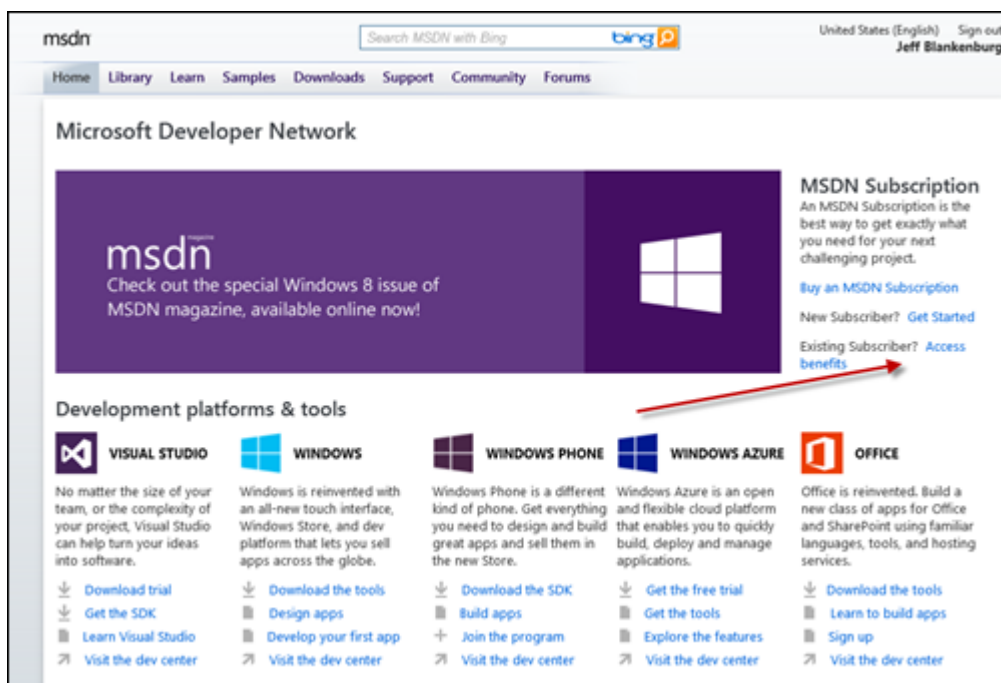 msdn
Search MSDN with Bing
bing
United States (English) Sign out
Jeff Blankenburg
Home Library Learn Samples Downloads Support Community Forums
Microsoft Developer Network
magazine
msdn
Check out the special Windows 8 issue of
MSDN magazine, available online now!
MSDN Subscription
An MSDN Subscription is the
best way to get exactly what
you need for your next
challenging project.
Buy an MSDN Subscription
New Subscriber? Get Started
Existing Subscriber? Access
benefits
Development platforms & tools
VISUAL STUDIO
No matter the size of your
team, or the complexity of
your project, Visual Studio
can help turn your ideas
into software.
Download trial
Get the SDK
Learn Visual Studio
Visit the dev center
WINDOWS
Windows is reinvented with
an all-new touch interface,
Windows Store, and dev
platform that lets you sell
apps across the globe.
Download the tools
Design apps
Develop your first app
Visit the dev center
WINDOWS PHONE
Windows Phone is a different
kind of phone. Get everything
you need to design and build
great apps and sell them in
the new Store.
Download the SDK
Build apps
Join the program
Visit the dev center
WINDOWS AZURE
Windows Azure is an open
and flexible cloud platform
that enables you to quickly
build, deploy and manage
applications.
Get the free trial
Get the tools
Explore the features
Visit the dev center
OFFICE
Office is reinvented. Build a
new class of apps for Office
and SharePoint using familiar
languages, tools, and hosting
services.
Download the tools
Learn to build apps
Sign up
Visit the dev center